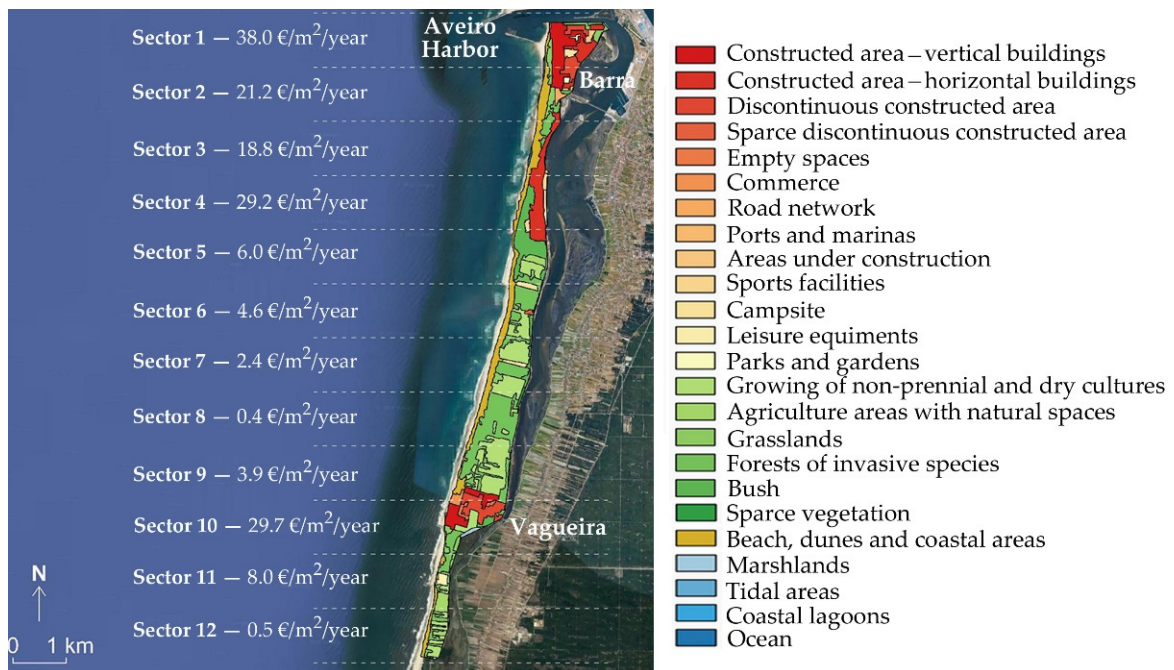 Sector 1 — 38.0 €/m²/year
Sector 2 — 21.2 €/m²/year
Sector 3 — 18.8 €/m²/year
Sector 4 — 29.2 €/m²/year
Sector 5 — 6.0 €/m²/year
Sector 6 — 4.6 €/m²/year
Sector 7 — 2.4 €/m²/year
Sector 8 — 0.4 €/m²/year
Sector 9 — 3.9 €/m²/year
Sector 10 — 29.7 €/m²/year
Sector 11 — 8.0 €/m²/year
Sector 12 — 0.5 €/m²/year
Aveiro
Harbor
Barra
Vagueira
N
0 1 km
Constructed area—vertical buildings
Constructed area—horizontal buildings
Discontinuous constructed area
Sparce discontinuous constructed area
Empty spaces
Commerce
Road network
Ports and marinas
Areas under construction
Sports facilities
Campsite
Leisure equiments
Parks and gardens
Growing of non-prennial and dry cultures
Agriculture areas with natural spaces
Grasslands
Forests of invasive species
Bush
Sparce vegetation
Beach, dunes and coastal areas
Marshlands
Tidal areas
Coastal lagoons
Ocean